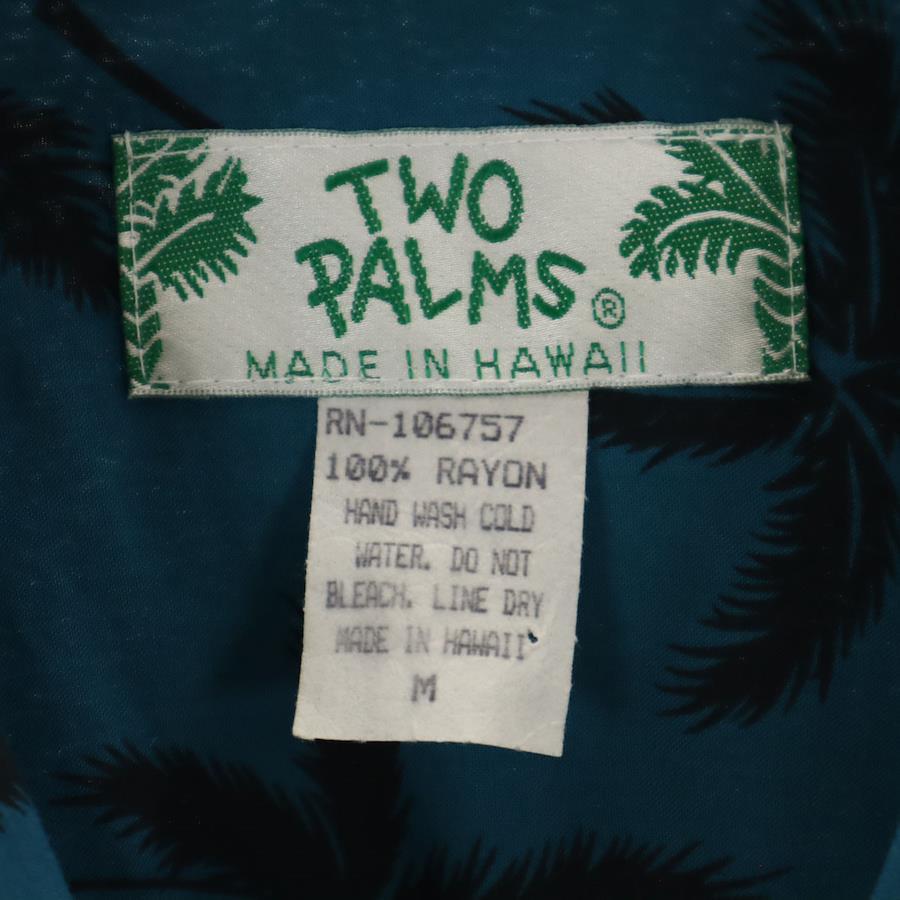 TWO
PALMS®
MADE IN HAWAII
RN-106757
100% RAYON
HAND WASH COLD
WATER. DO NOT
BLEACH. LINE DRY
MADE IN HAWAII
M